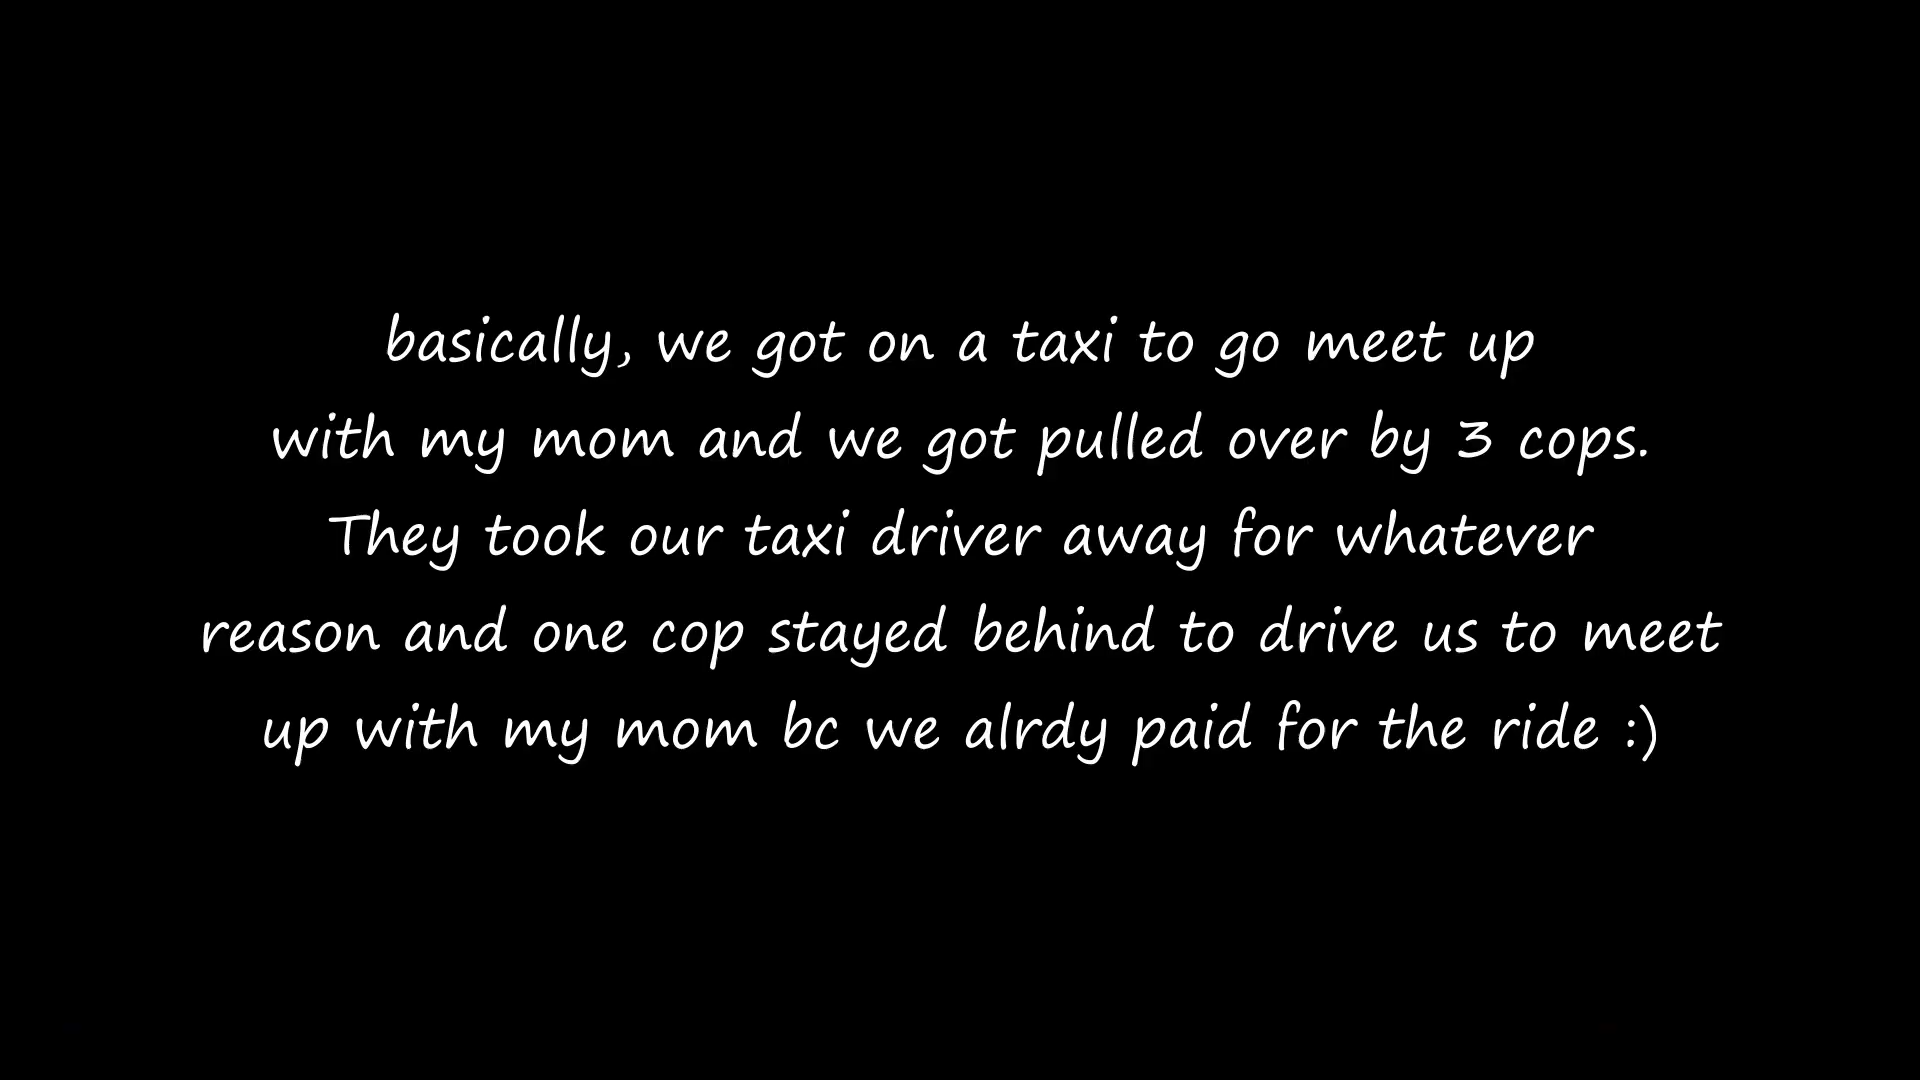 basically, we got on a taxi to go meet up
with my mom and we got pulled over by 3 cops.
They took our taxi driver away for whatever
reason and one cop stayed behind to drive us to meet
up with my mom bc we alrdy paid for the ride :)